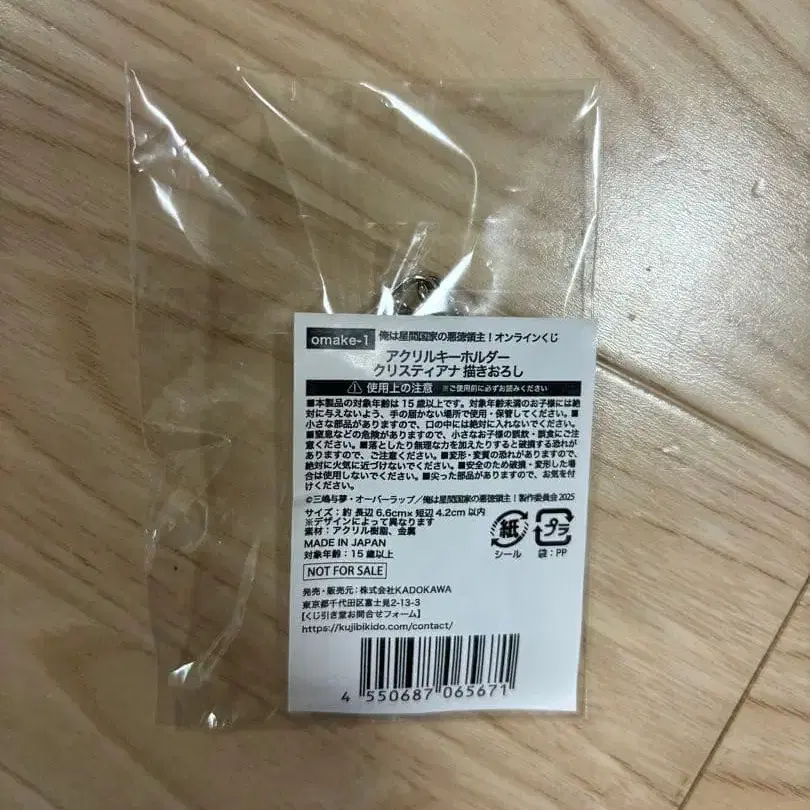 omake-1 俺は星間国家の悪徳領主！オンラインくじ
アクリルキーホルダー
クリスティアナ 描きおろし
使用上の注意 ※ご使用前に必ずお読みください
■本製品の対象年齢は15歳以上です。対象年齢未満のお子様には絶
対に与えないよう、手の届かない場所で使用・保管してください。■
小さな部品がありますので、口の中には絶対に入れないでください。
■窒息などの危険がありますので、小さなお子様の誤飲・誤食にご注
意ください。■落としたり無理な力を加えたりすると破損する恐れが
ありますので、ご注意ください。■変形・変質の恐れがありますので、
絶対に火気に近づけないでください。■安全のため破損・変形した場
合は使用しないでください。■尖った部分がありますので、お気を付
けください。
©三嶋与夢・オーバーラップ／俺は星間国家の悪徳領主！製作委員会 2025
サイズ：約 長辺 6.6cm× 短辺 4.2cm 以内
※デザインによって異なります
素材：アクリル樹脂、金属
MADE IN JAPAN
対象年齢：15 歳以上
紙
シール
プラ
袋：PP
NOT FOR SALE
発売・販売元：株式会社KADOKAWA
東京都千代田区富士見2-13-3
【くじ引き堂お問合せフォーム】
https://kujibikido.com/contact/
4 550687 065671